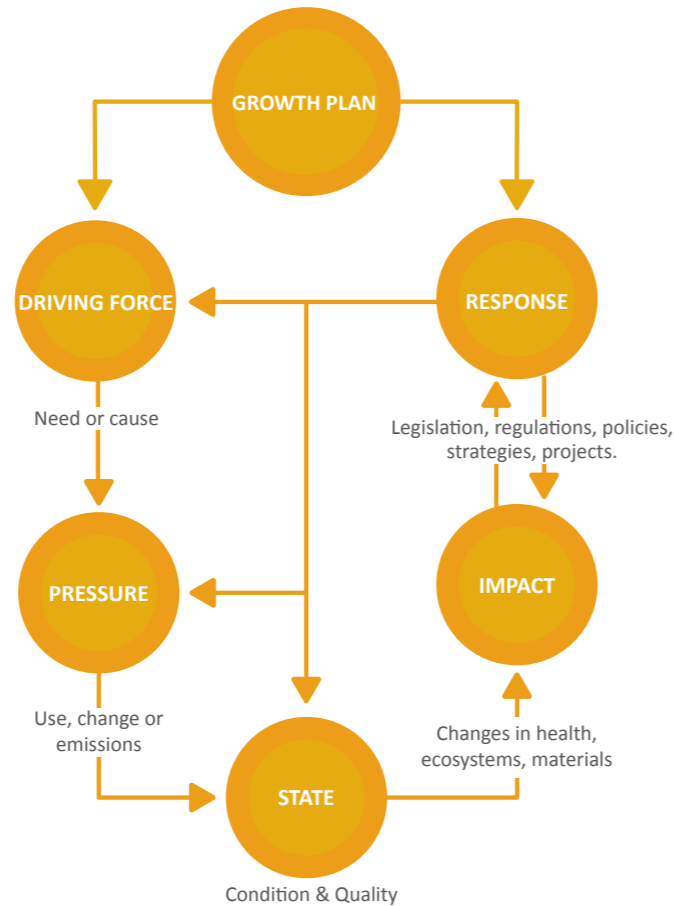 GROWTH PLAN
DRIVING FORCE
RESPONSE
Need or cause
Legislation, regulations, policies,
strategies, projects.
PRESSURE
IMPACT
Use, change or
emissions
Changes in health,
ecosystems, materials
STATE
Condition & Quality